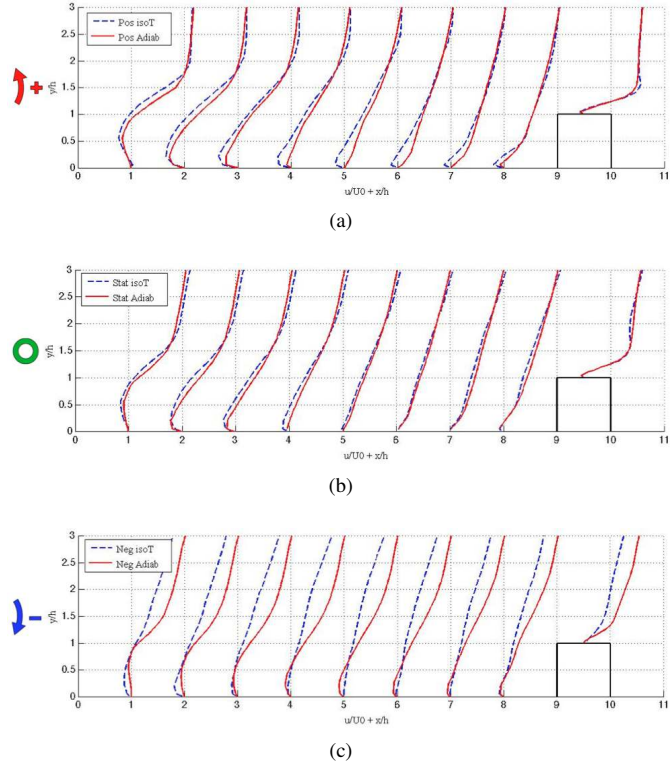 3
2.5
2
1.5
1
0.5
0
y/h
Pos isoT
Pos Adiab
+
0 1 2 3 4 5 6 7 8 9 10 11
u/U0 + x/h
(a)
3
2.5
2
1.5
1
0.5
0
y/h
Stat isoT
Stat Adiab
0 1 2 3 4 5 6 7 8 9 10 11
u/U0 + x/h
(b)
3
2.5
2
1.5
1
0.5
0
y/h
Neg isoT
Neg Adiab
−
0 1 2 3 4 5 6 7 8 9 10 11
u/U0 + x/h
(c)